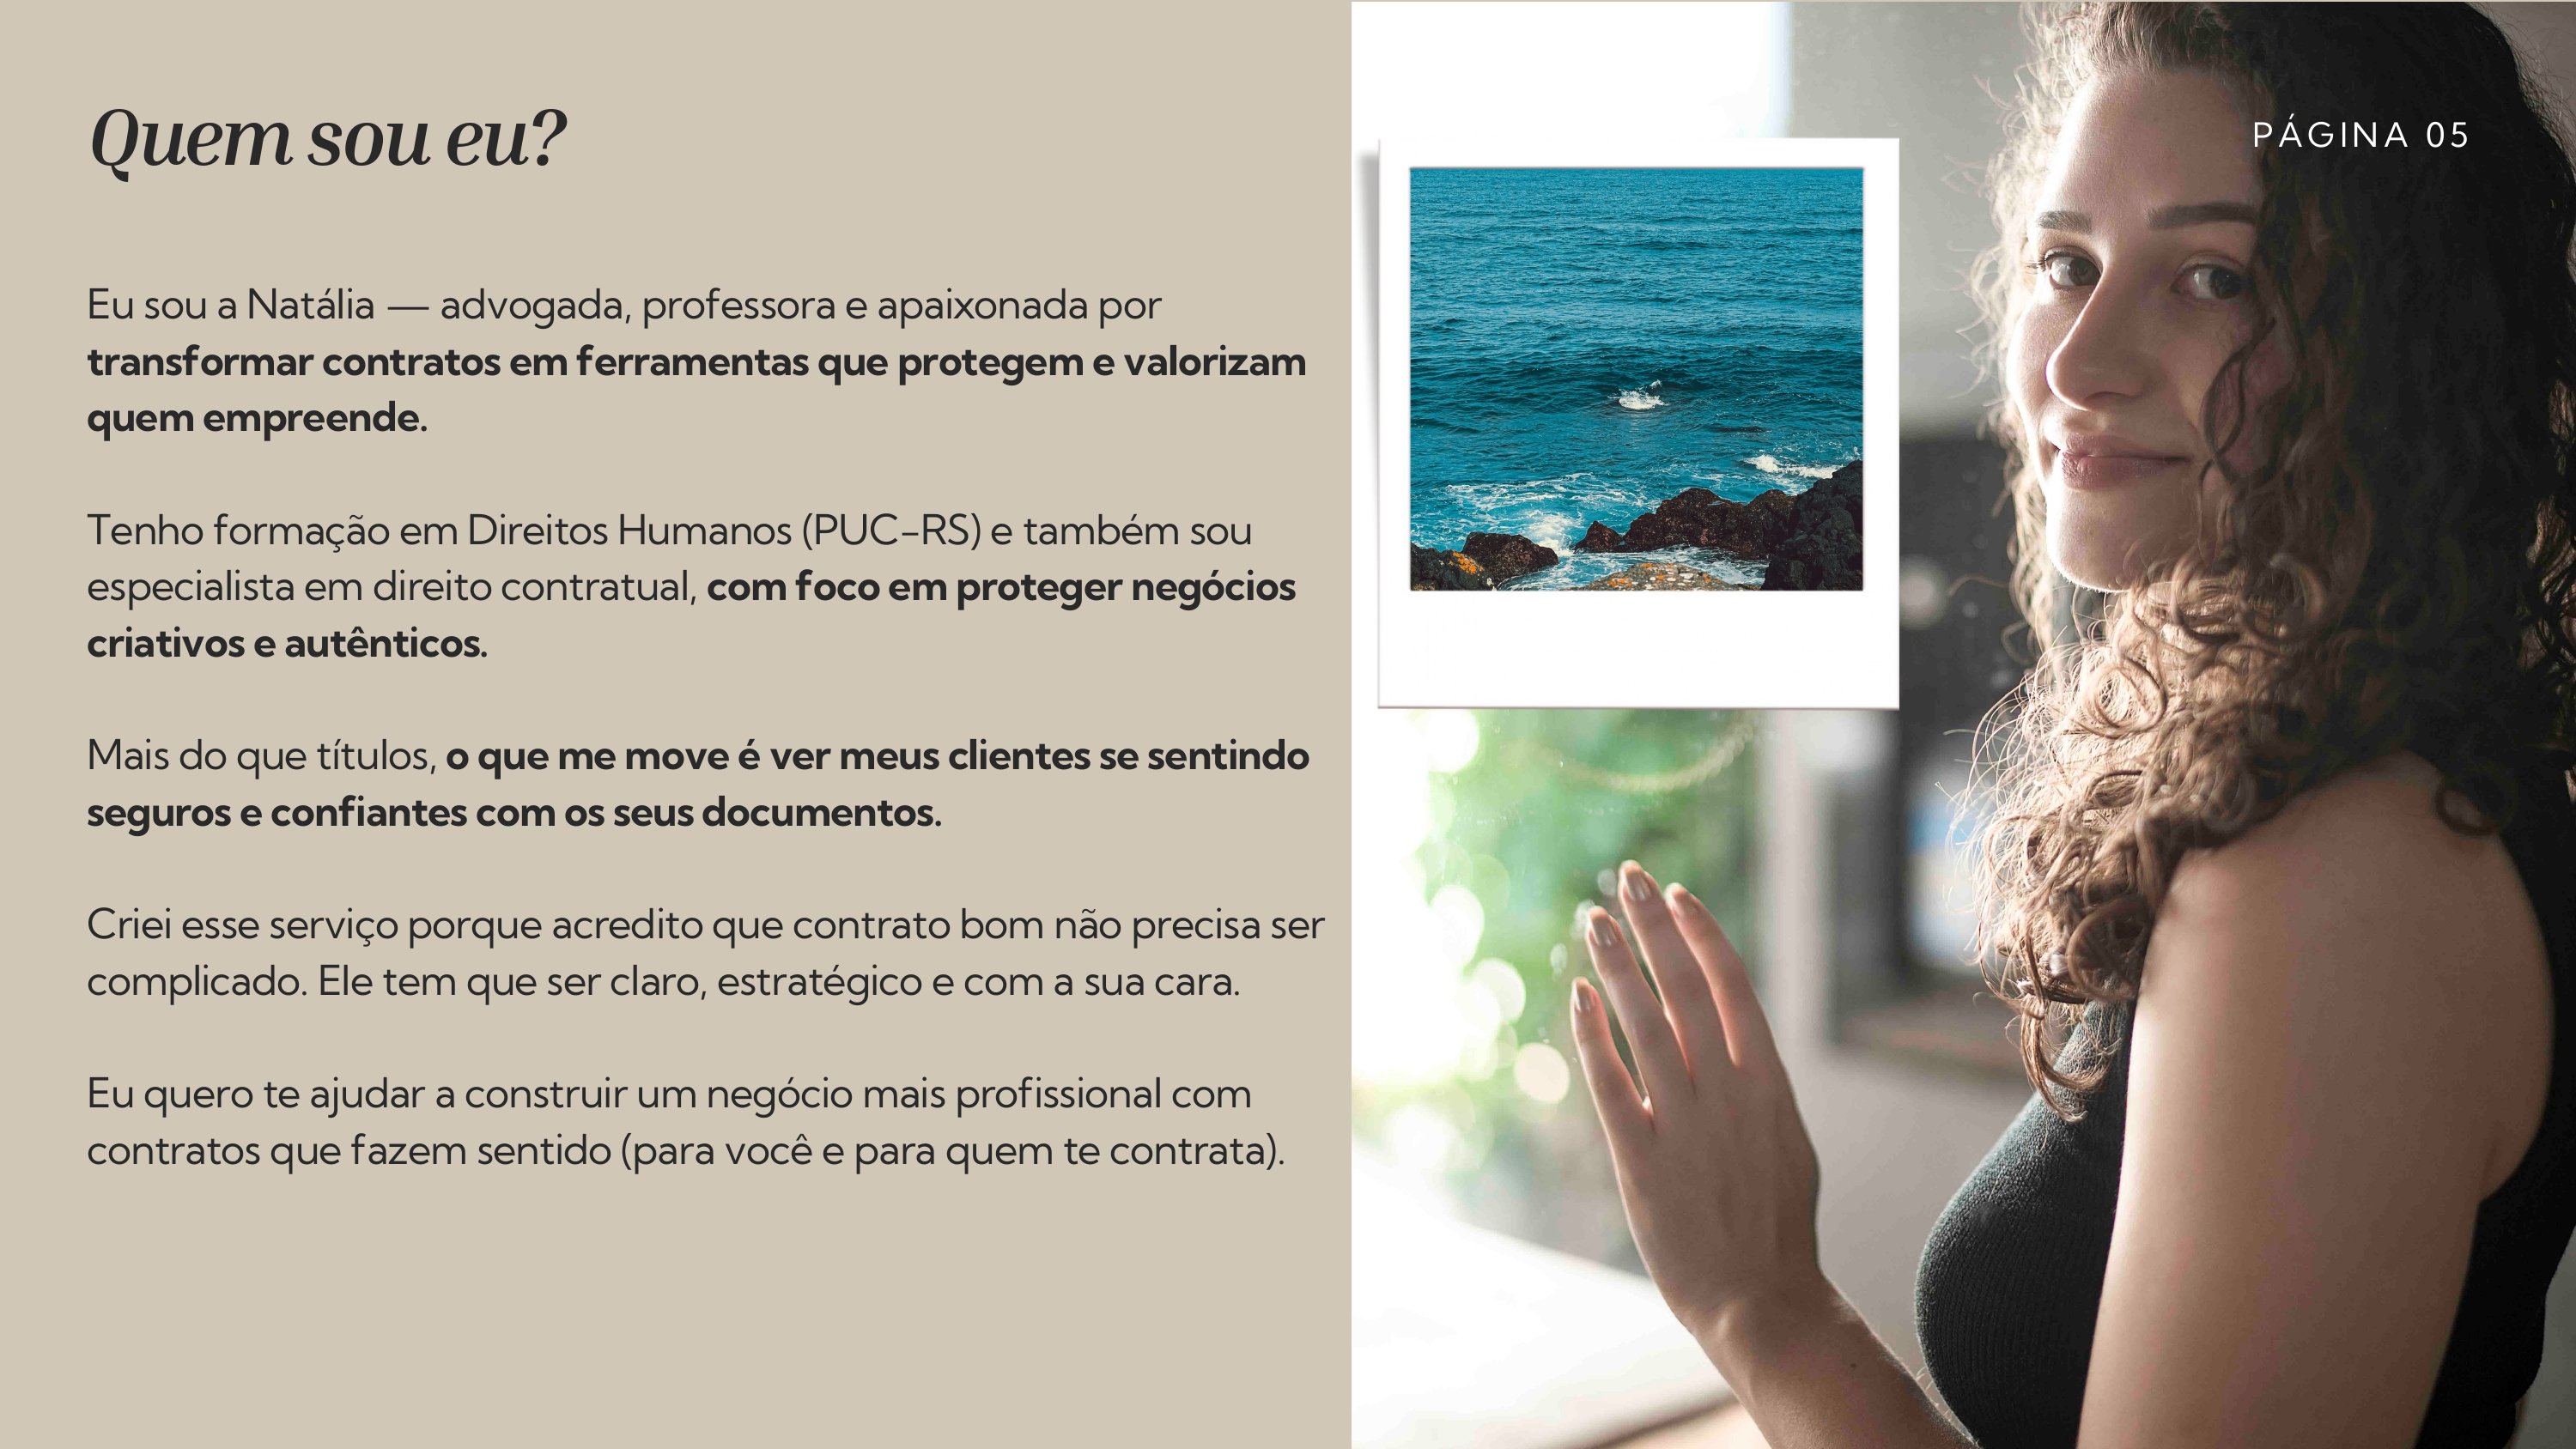 Quem sou eu?
PÁGINA 05
Eu sou a Natália — advogada, professora e apaixonada por
transformar contratos em ferramentas que protegem e valorizam
quem empreende.
Tenho formação em Direitos Humanos (PUC-RS) e também sou
especialista em direito contratual, com foco em proteger negócios
criativos e autênticos.
Mais do que títulos, o que me move é ver meus clientes se sentindo
seguros e confiantes com os seus documentos.
Criei esse serviço porque acredito que contrato bom não precisa ser
complicado. Ele tem que ser claro, estratégico e com a sua cara.
Eu quero te ajudar a construir um negócio mais profissional com
contratos que fazem sentido (para você e para quem te contrata).